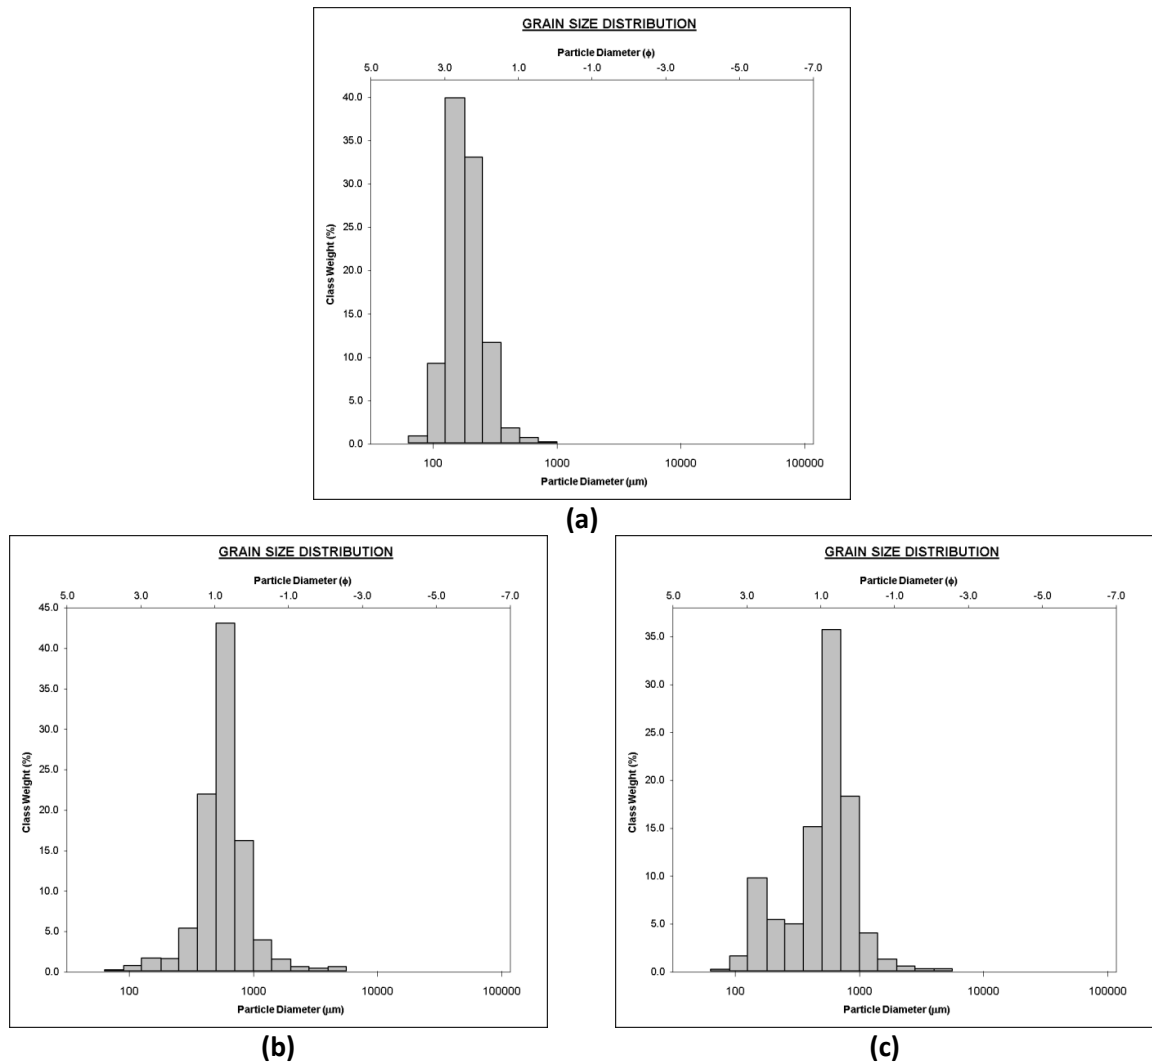 GRAIN SIZE DISTRIBUTION
Particle Diameter (ϕ)
5.0 3.0 1.0 -1.0 -3.0 -5.0 -7.0
40.0
35.0
30.0
25.0
20.0
15.0
10.0
5.0
0.0
Class Weight (%)
100 1000 10000 100000
Particle Diameter (µm)
(a)
GRAIN SIZE DISTRIBUTION
Particle Diameter (ϕ)
5.0 3.0 1.0 -1.0 -3.0 -5.0 -7.0
45.0
40.0
35.0
30.0
25.0
20.0
15.0
10.0
5.0
0.0
Class Weight (%)
100 1000 10000 100000
Particle Diameter (µm)
(b)
GRAIN SIZE DISTRIBUTION
Particle Diameter (ϕ)
5.0 3.0 1.0 -1.0 -3.0 -5.0 -7.0
35.0
30.0
25.0
20.0
15.0
10.0
5.0
0.0
Class Weight (%)
100 1000 10000 100000
Particle Diameter (µm)
(c)